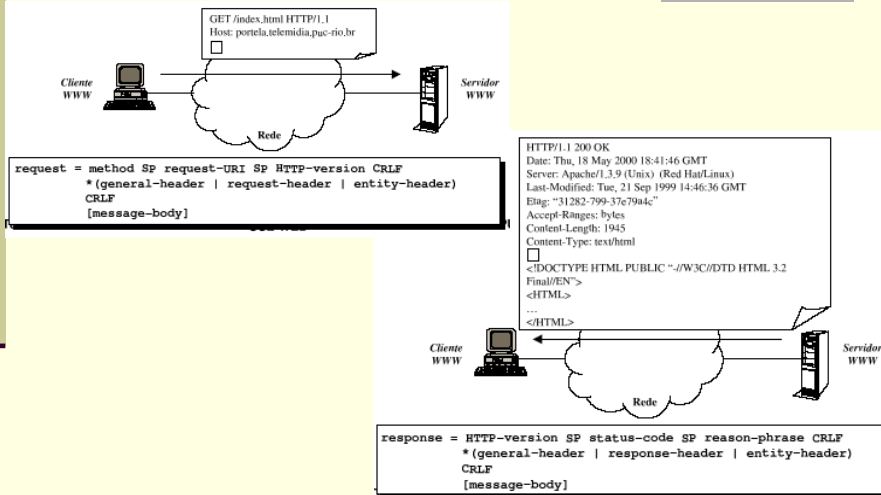 GET /index.html HTTP/1.1
Host: portela.telemidia.puc-rio.br
Cliente
WWW
Servidor
WWW
Rede
request = method SP request-URI SP HTTP-version CRLF
*(general-header | request-header | entity-header)
CRLF
[message-body]
HTTP/1.1 200 OK
Date: Thu, 18 May 2000 18:41:46 GMT
Server: Apache/1.3.9 (Unix) (Red Hat/Linux)
Last-Modified: Tue, 21 Sep 1999 14:46:36 GMT
Etag: “31282-799-37e79a4c”
Accept-Ranges: bytes
Content-Length: 1945
Content-Type: text/html
<!DOCTYPE HTML PUBLIC “-//W3C//DTD HTML 3.2
Final//EN”>
<HTML>
...
</HTML>
Cliente
WWW
Servidor
WWW
Rede
response = HTTP-version SP status-code SP reason-phrase CRLF
*(general-header | response-header | entity-header)
CRLF
[message-body]